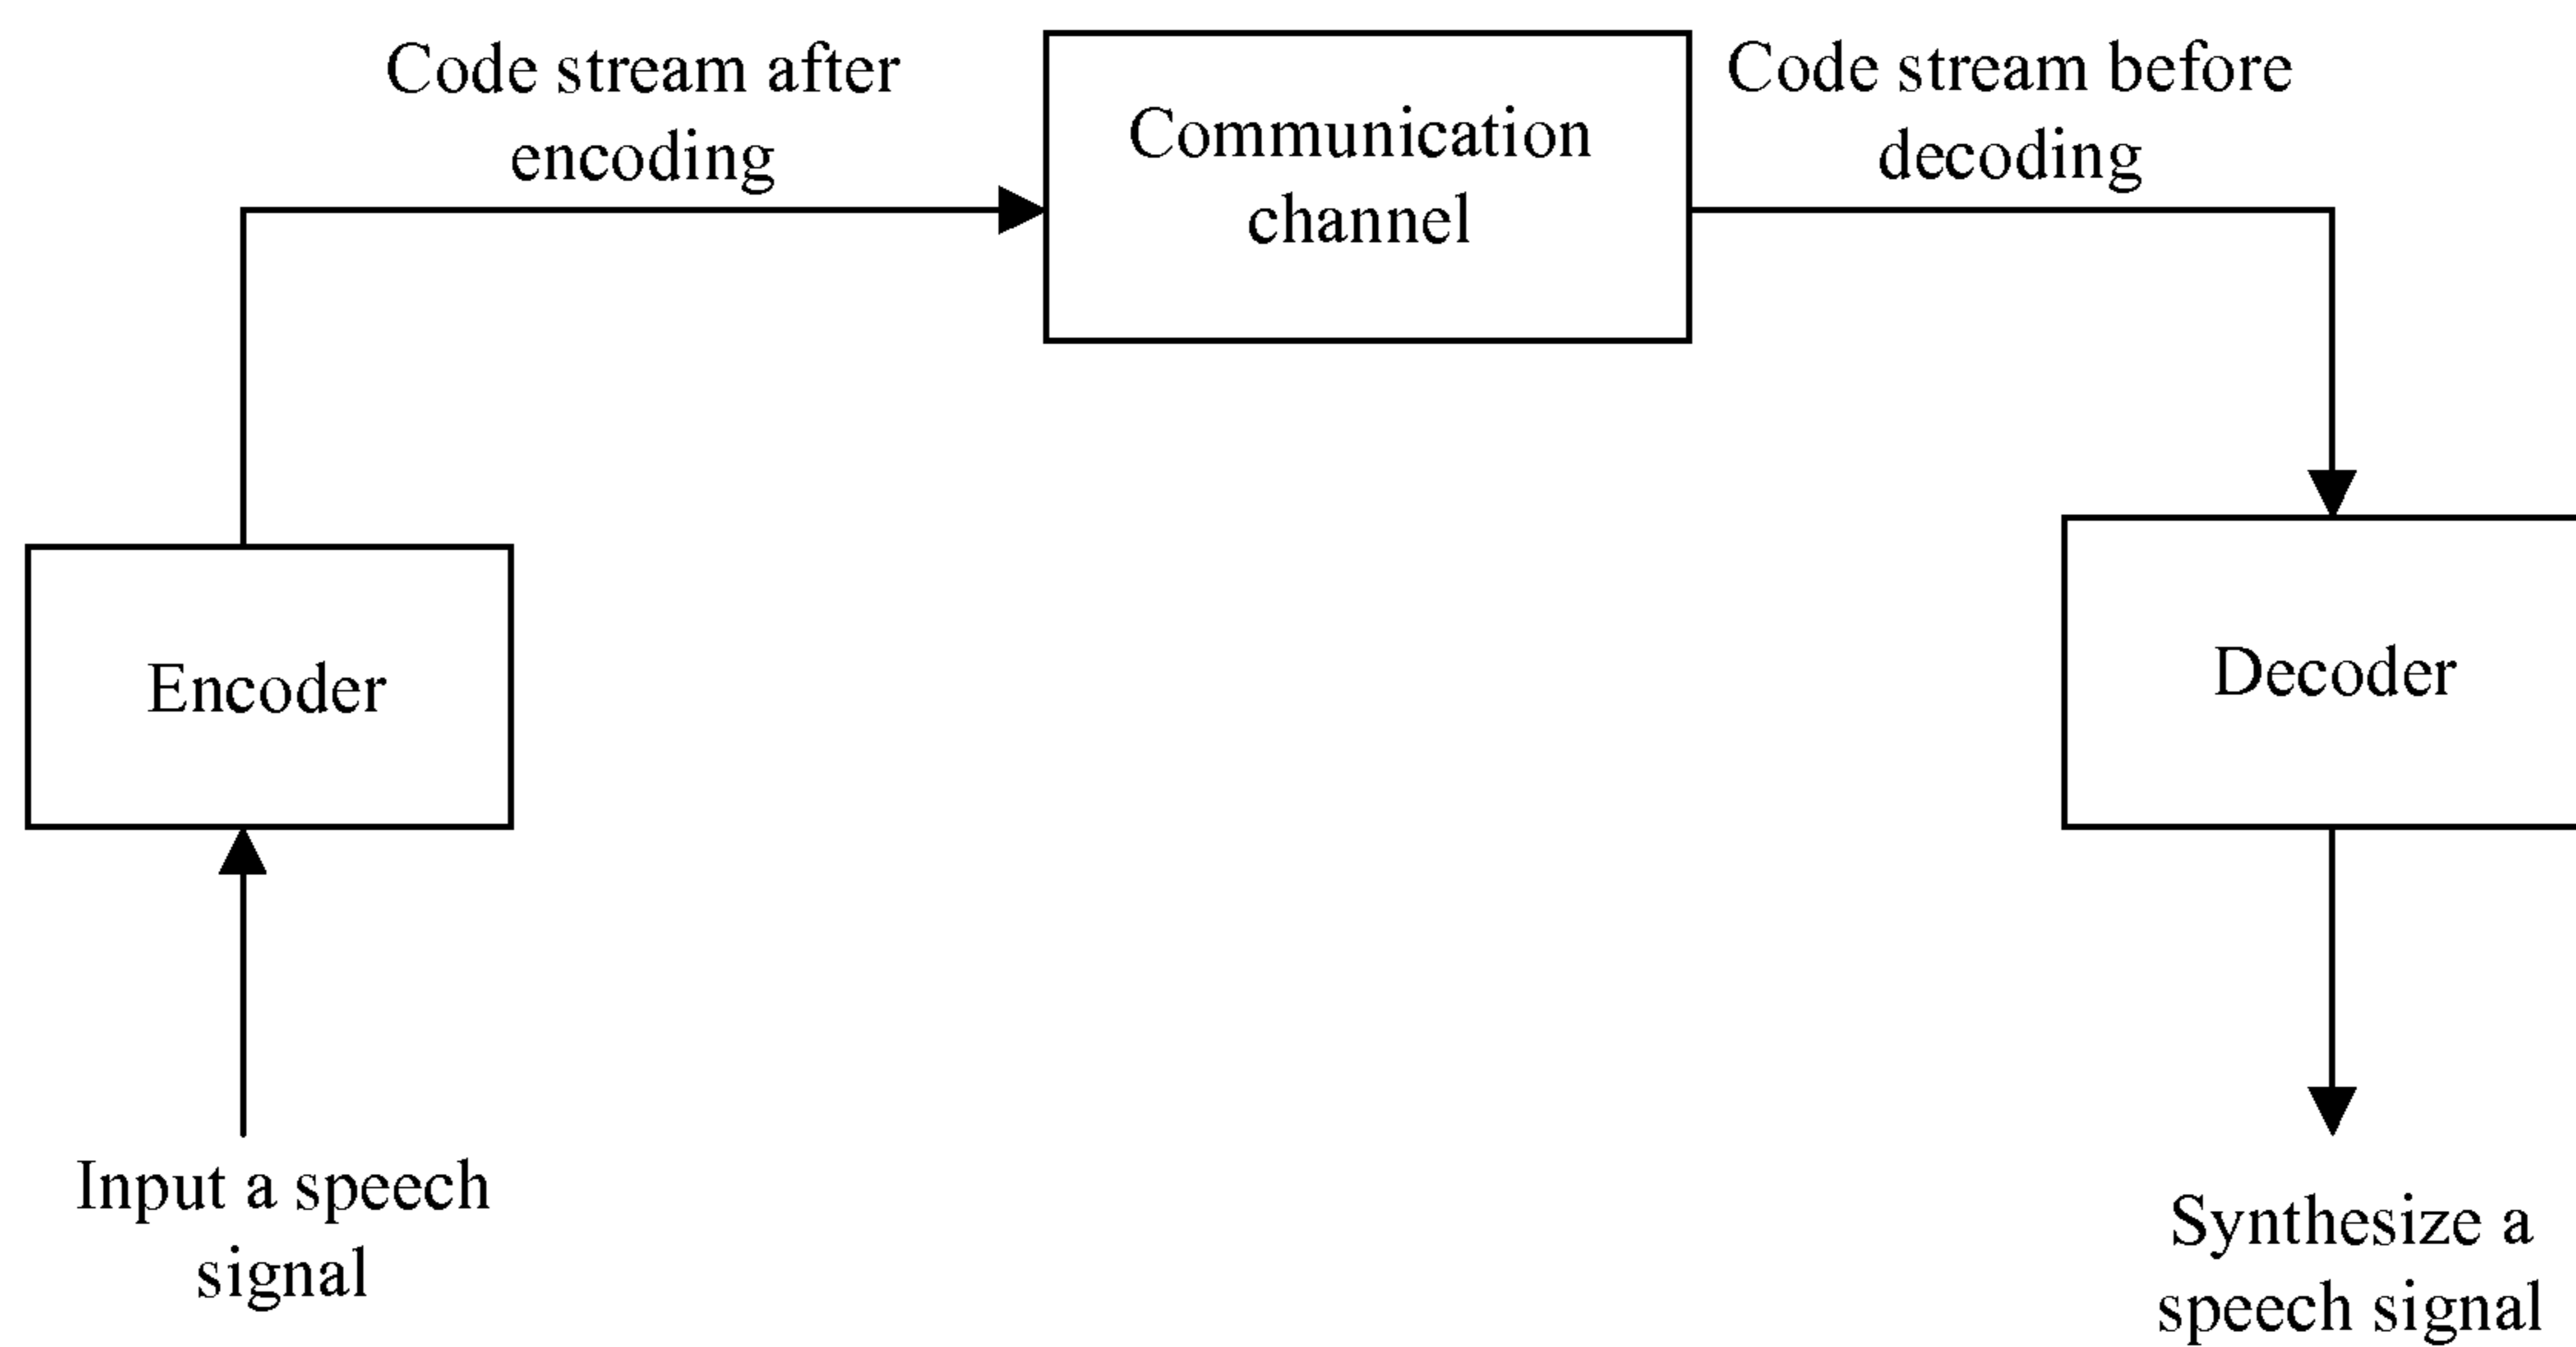 Code stream after
encoding
Communication
channel
Code stream before
decoding
Encoder
Decoder
Input a speech
signal
Synthesize a
speech signal